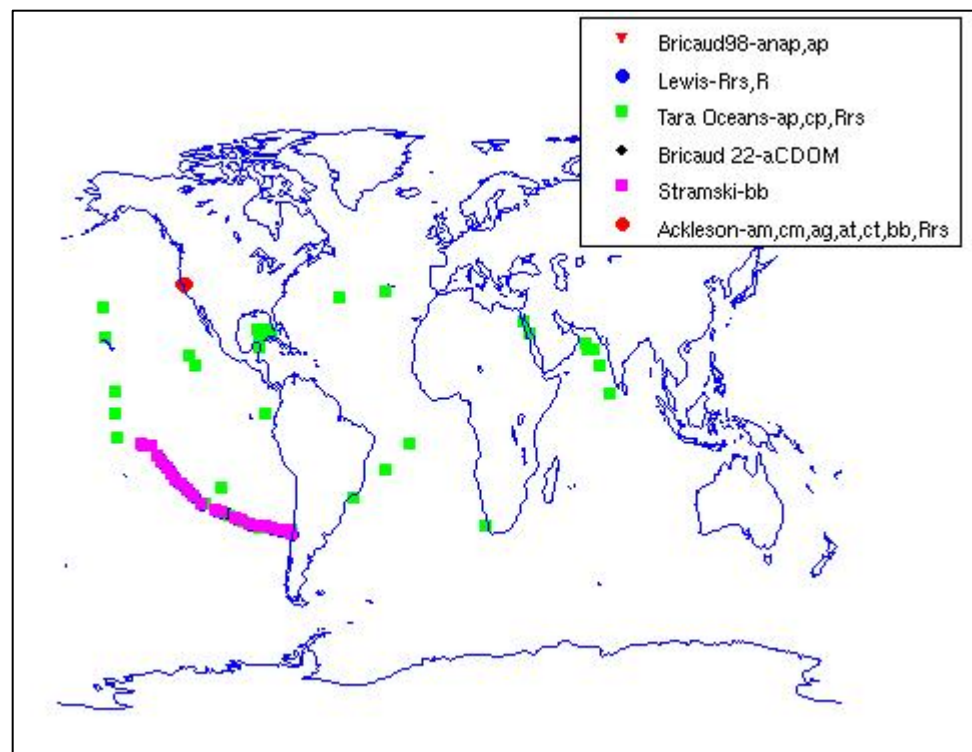 Bricaud98-anap,ap
Lewis-Rrs,R
Tara Oceans-ap,cp,Rrs
Bricaud 22-aCDOM
Stramski-bb
Ackleson-am,cm,ag,at,ct,bb,Rrs